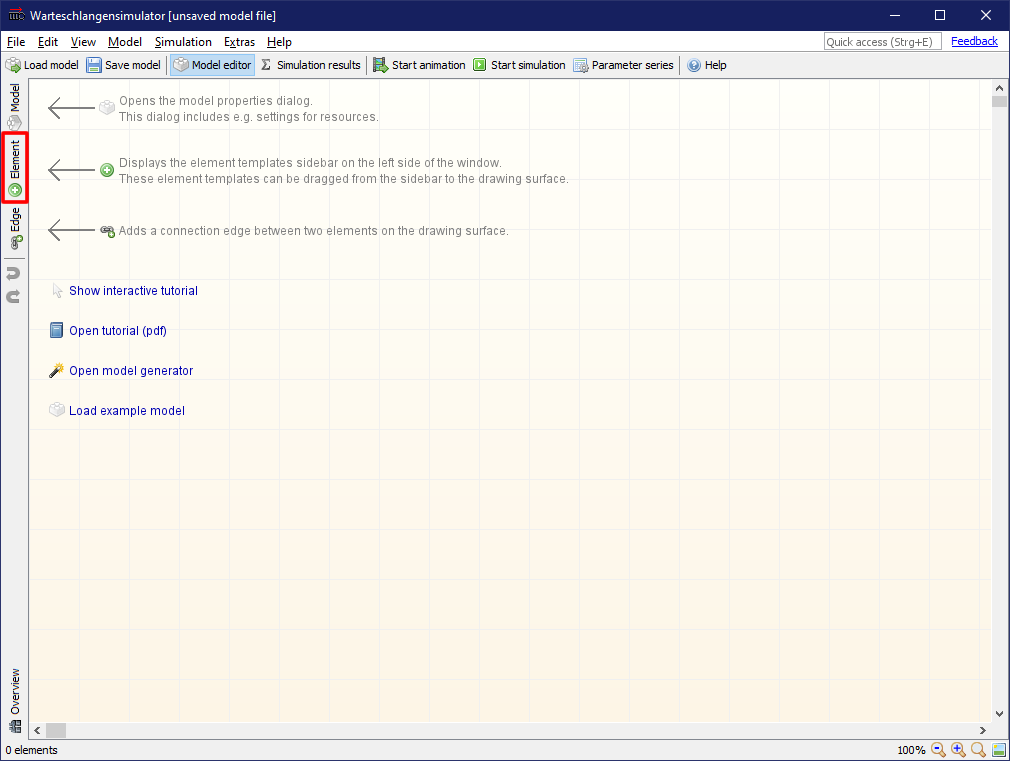 Warteschlangensimulator [unsaved model file]
File Edit View Model Simulation Extras Help Quick access (Strg+E) Feedback
Load model Save model Model editor Σ Simulation results Start animation Start simulation Parameter series Help
Model
Element
Edge
Opens the model properties dialog.
This dialog includes e.g. settings for resources.
Displays the element templates sidebar on the left side of the window.
These element templates can be dragged from the sidebar to the drawing surface.
Adds a connection edge between two elements on the drawing surface.
Show interactive tutorial
Open tutorial (pdf)
Open model generator
Load example model
Overview
0 elements 100%